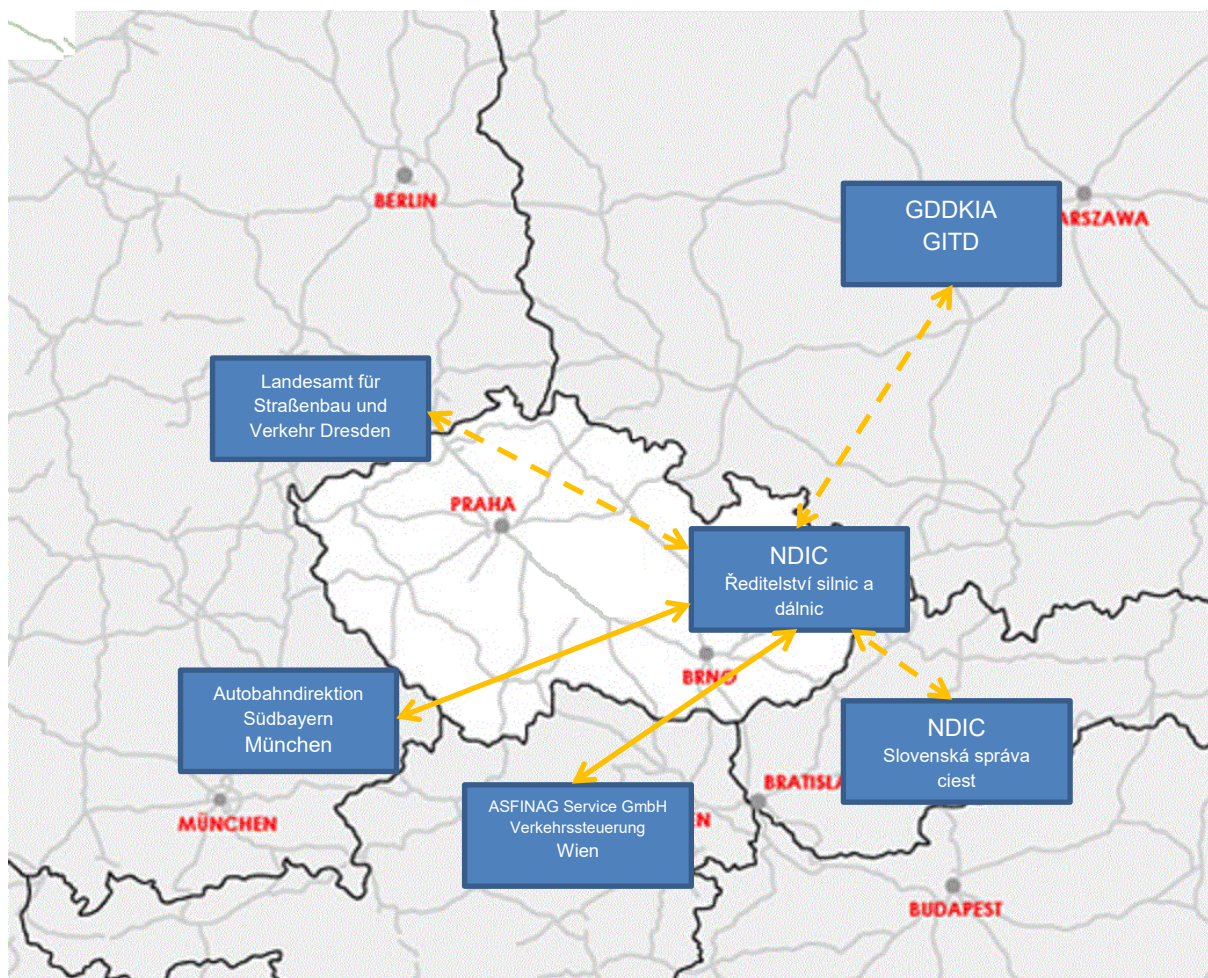 BERLIN
GDDKIA
GITD
ARSZAWA
Landesamt für
Straßenbau und
Verkehr Dresden
PRAHA
NDIC
Ředitelství silnic a
dálnic
BRNO
Autobahndirektion
Südbayern
München
NDIC
Slovenská správa
ciest
BRATISLA
ASFINAG Service GmbH
Verkehrssteuerung
Wien
EN
MÜNCHEN
BUDAPEST